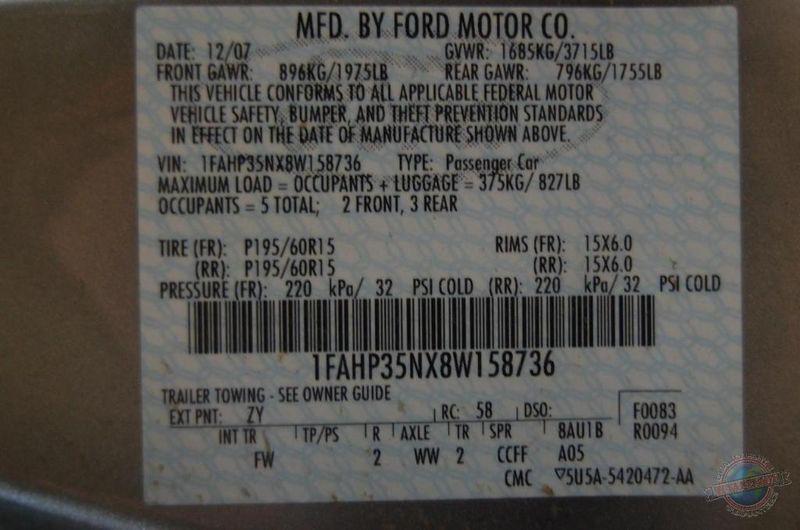 MFD. BY FORD MOTOR CO.
DATE: 12/07 GVWR: 1685KG/3715LB
FRONT GAWR: 896KG/1975LB REAR GAWR: 796KG/1755LB
THIS VEHICLE CONFORMS TO ALL APPLICABLE FEDERAL MOTOR
VEHICLE SAFETY, BUMPER, AND THEFT PREVENTION STANDARDS
IN EFFECT ON THE DATE OF MANUFACTURE SHOWN ABOVE.
VIN: 1FAHP35NX8W158736 TYPE: Passenger Car
MAXIMUM LOAD = OCCUPANTS + LUGGAGE = 375KG/ 827LB
OCCUPANTS = 5 TOTAL; 2 FRONT, 3 REAR
TIRE (FR): P195/60R15 RIMS (FR): 15X6.0
(RR): P195/60R15 (RR): 15X6.0
PRESSURE (FR): 220 kPa/ 32 PSI COLD (RR): 220 kPa/ 32 PSI COLD
1FAHP35NX8W158736
TRAILER TOWING - SEE OWNER GUIDE
EXT PNT: ZY RC: 58 DSO: F0083
INT TR TP/PS R AXLE TR SPR 8AU1B R0094
FW 2 WW 2 CCFF A05
CMC ▽5U5A-5420472-AA